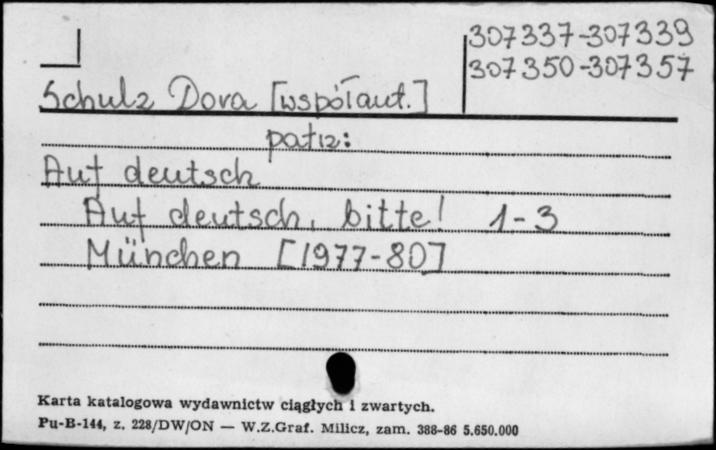 307337-307339
307350-307357
Schulz Dora [współaut.]
patrz:
Auf deutsch
Auf deutsch, bitte! 1-3
München [1977-80]
Karta katalogowa wydawnictw ciągłych i zwartych.
Pu-B-144, z. 228/DW/ON — W.Z.Graf. Milicz, zam. 388-86 5.650.000